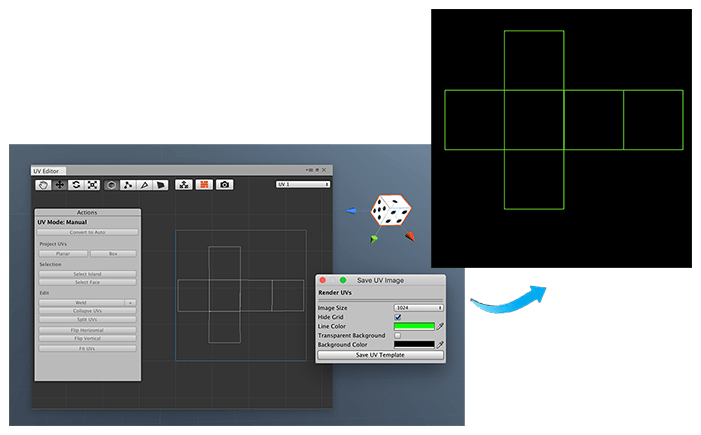 UV Editor
UV 1
Actions
UV Mode: Manual
Convert to Auto
Project UVs
Planar
Box
Selection
Select Island
Select Face
Edit
Weld
+
Collapse UVs
Split UVs
Flip Horizontal
Flip Vertical
Fit UVs
Save UV Image
Render UVs
Image Size
1024
Hide Grid
Line Color
Transparent Background
Background Color
Save UV Template